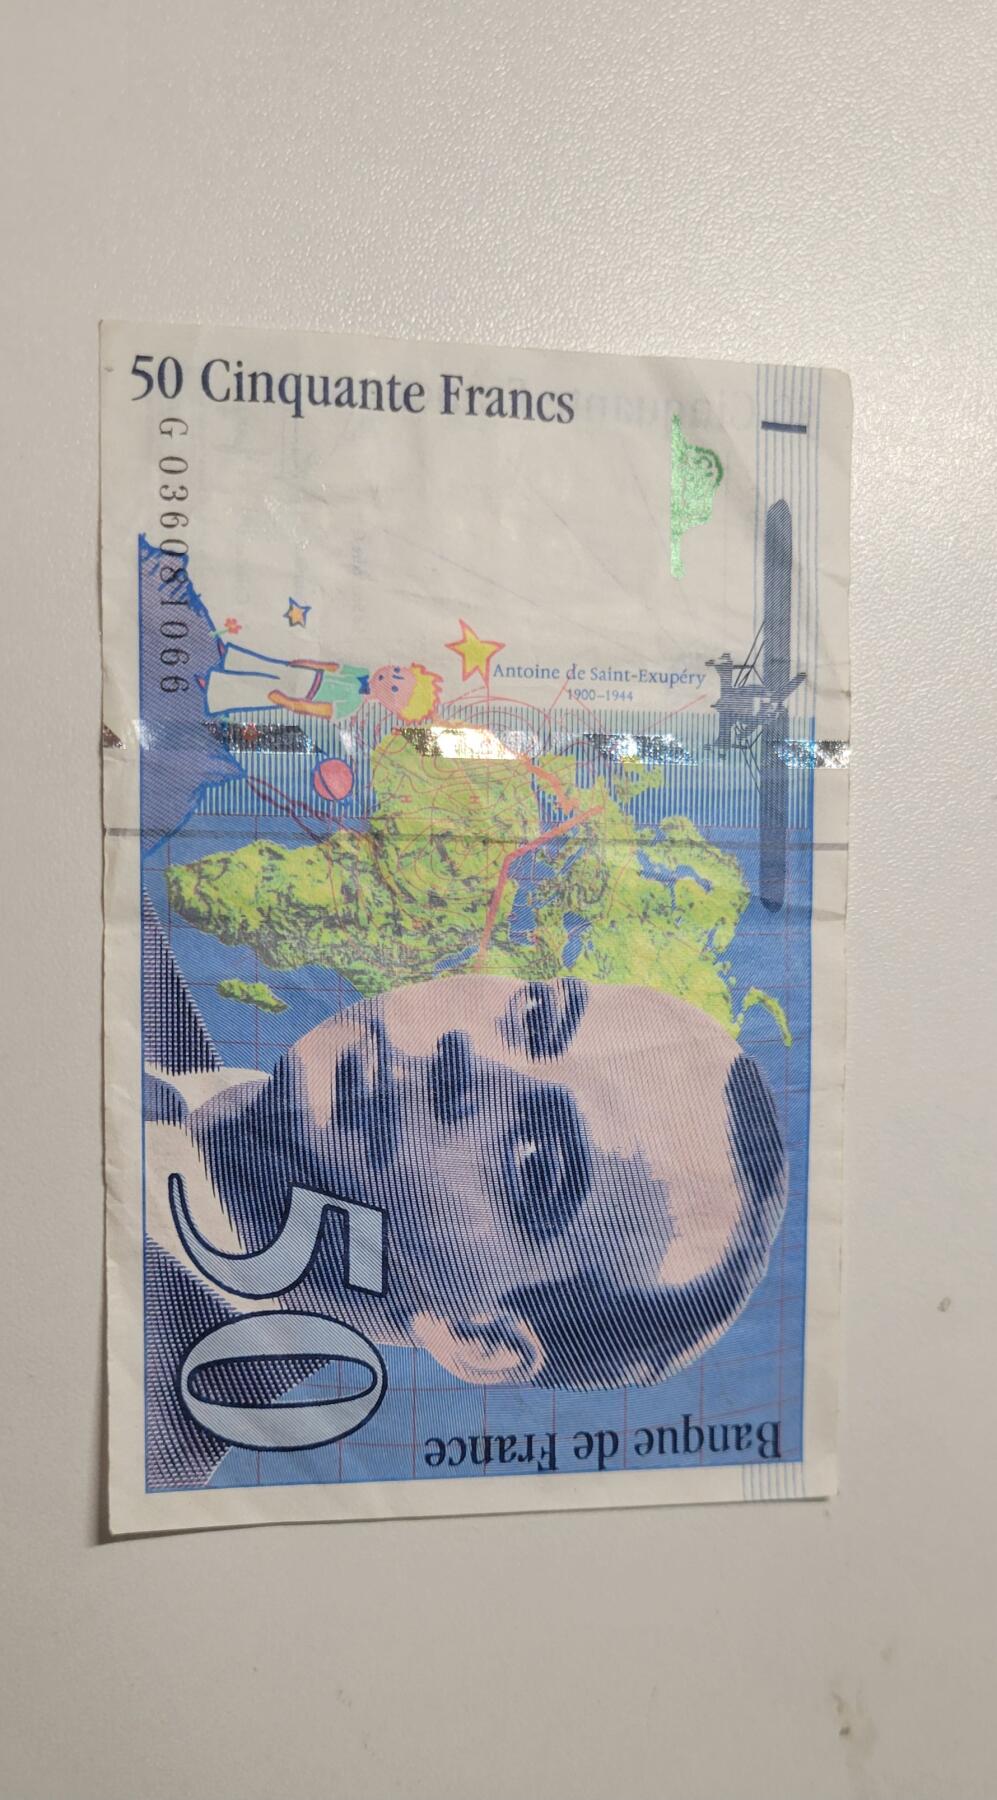 50 Cinquante Francs
G 036081066
Antoine de Saint-Exupéry
1900–1944
50
Banque de France